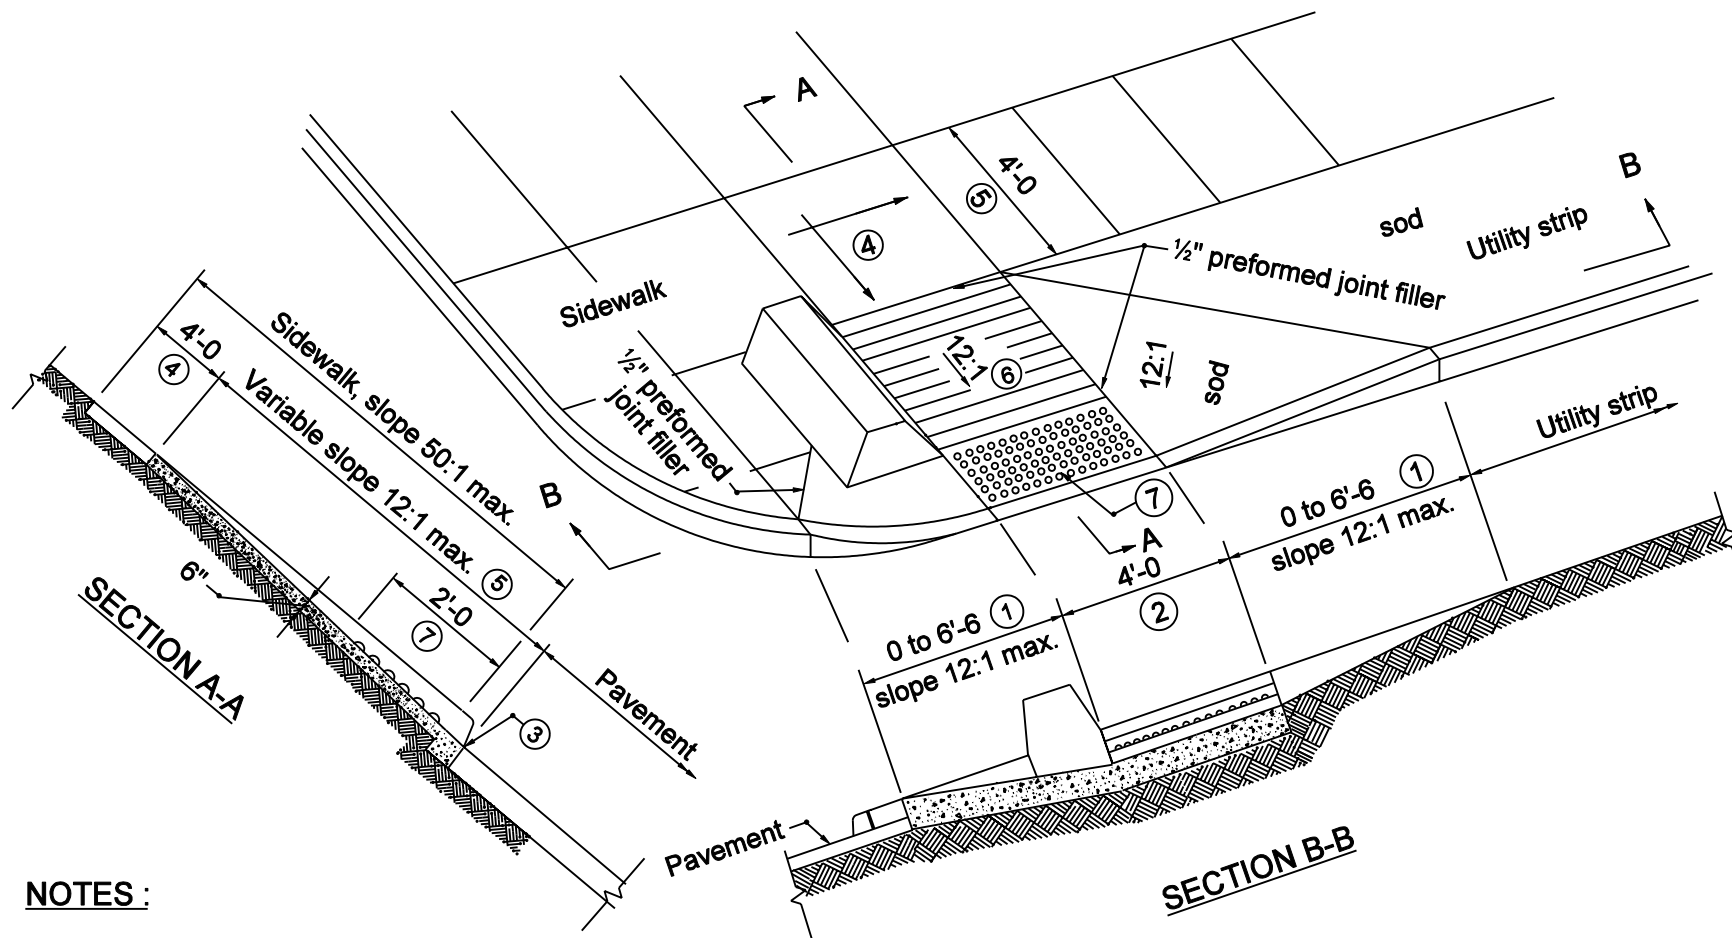 A
4'-0
⑤
B
sod
Utility strip
④
½" preformed joint filler
Sidewalk
12:1
⑥
12:1
sod
½" preformed
joint filler
Sidewalk, slope 50:1 max.
4'-0
④
Variable slope 12:1 max. ⑤
2'-0
⑦
6"
SECTION A-A
Pavement
③
B
⑦
A
Utility strip
0 to 6'-6 ①
slope 12:1 max.
4'-0
②
0 to 6'-6 ①
slope 12:1 max.
Pavement
SECTION B-B
NOTES :